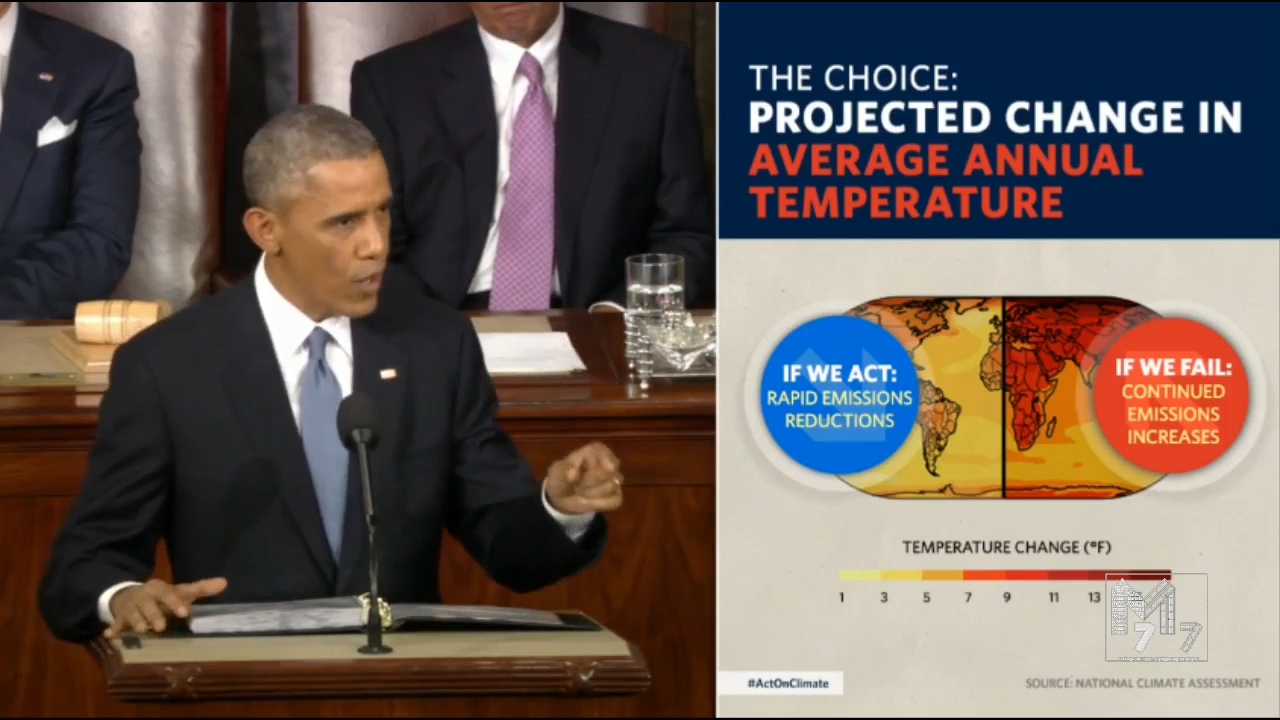 THE CHOICE:
PROJECTED CHANGE IN
AVERAGE ANNUAL
TEMPERATURE
IF WE ACT:
RAPID EMISSIONS
REDUCTIONS
IF WE FAIL:
CONTINUED
EMISSIONS
INCREASES
TEMPERATURE CHANGE (°F)
1 3 5 7 9 11 13
M77
#ActOnClimate
SOURCE: NATIONAL CLIMATE ASSESSMENT